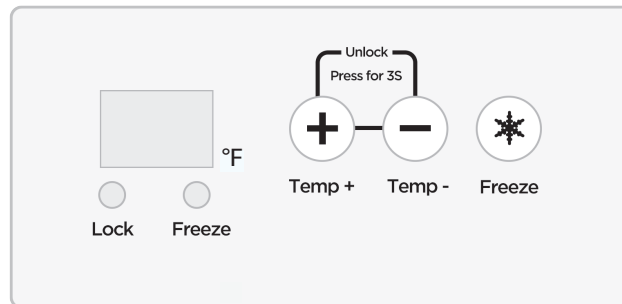 Unlock
Press for 3S
°F
Temp +
Temp -
Freeze
Lock
Freeze